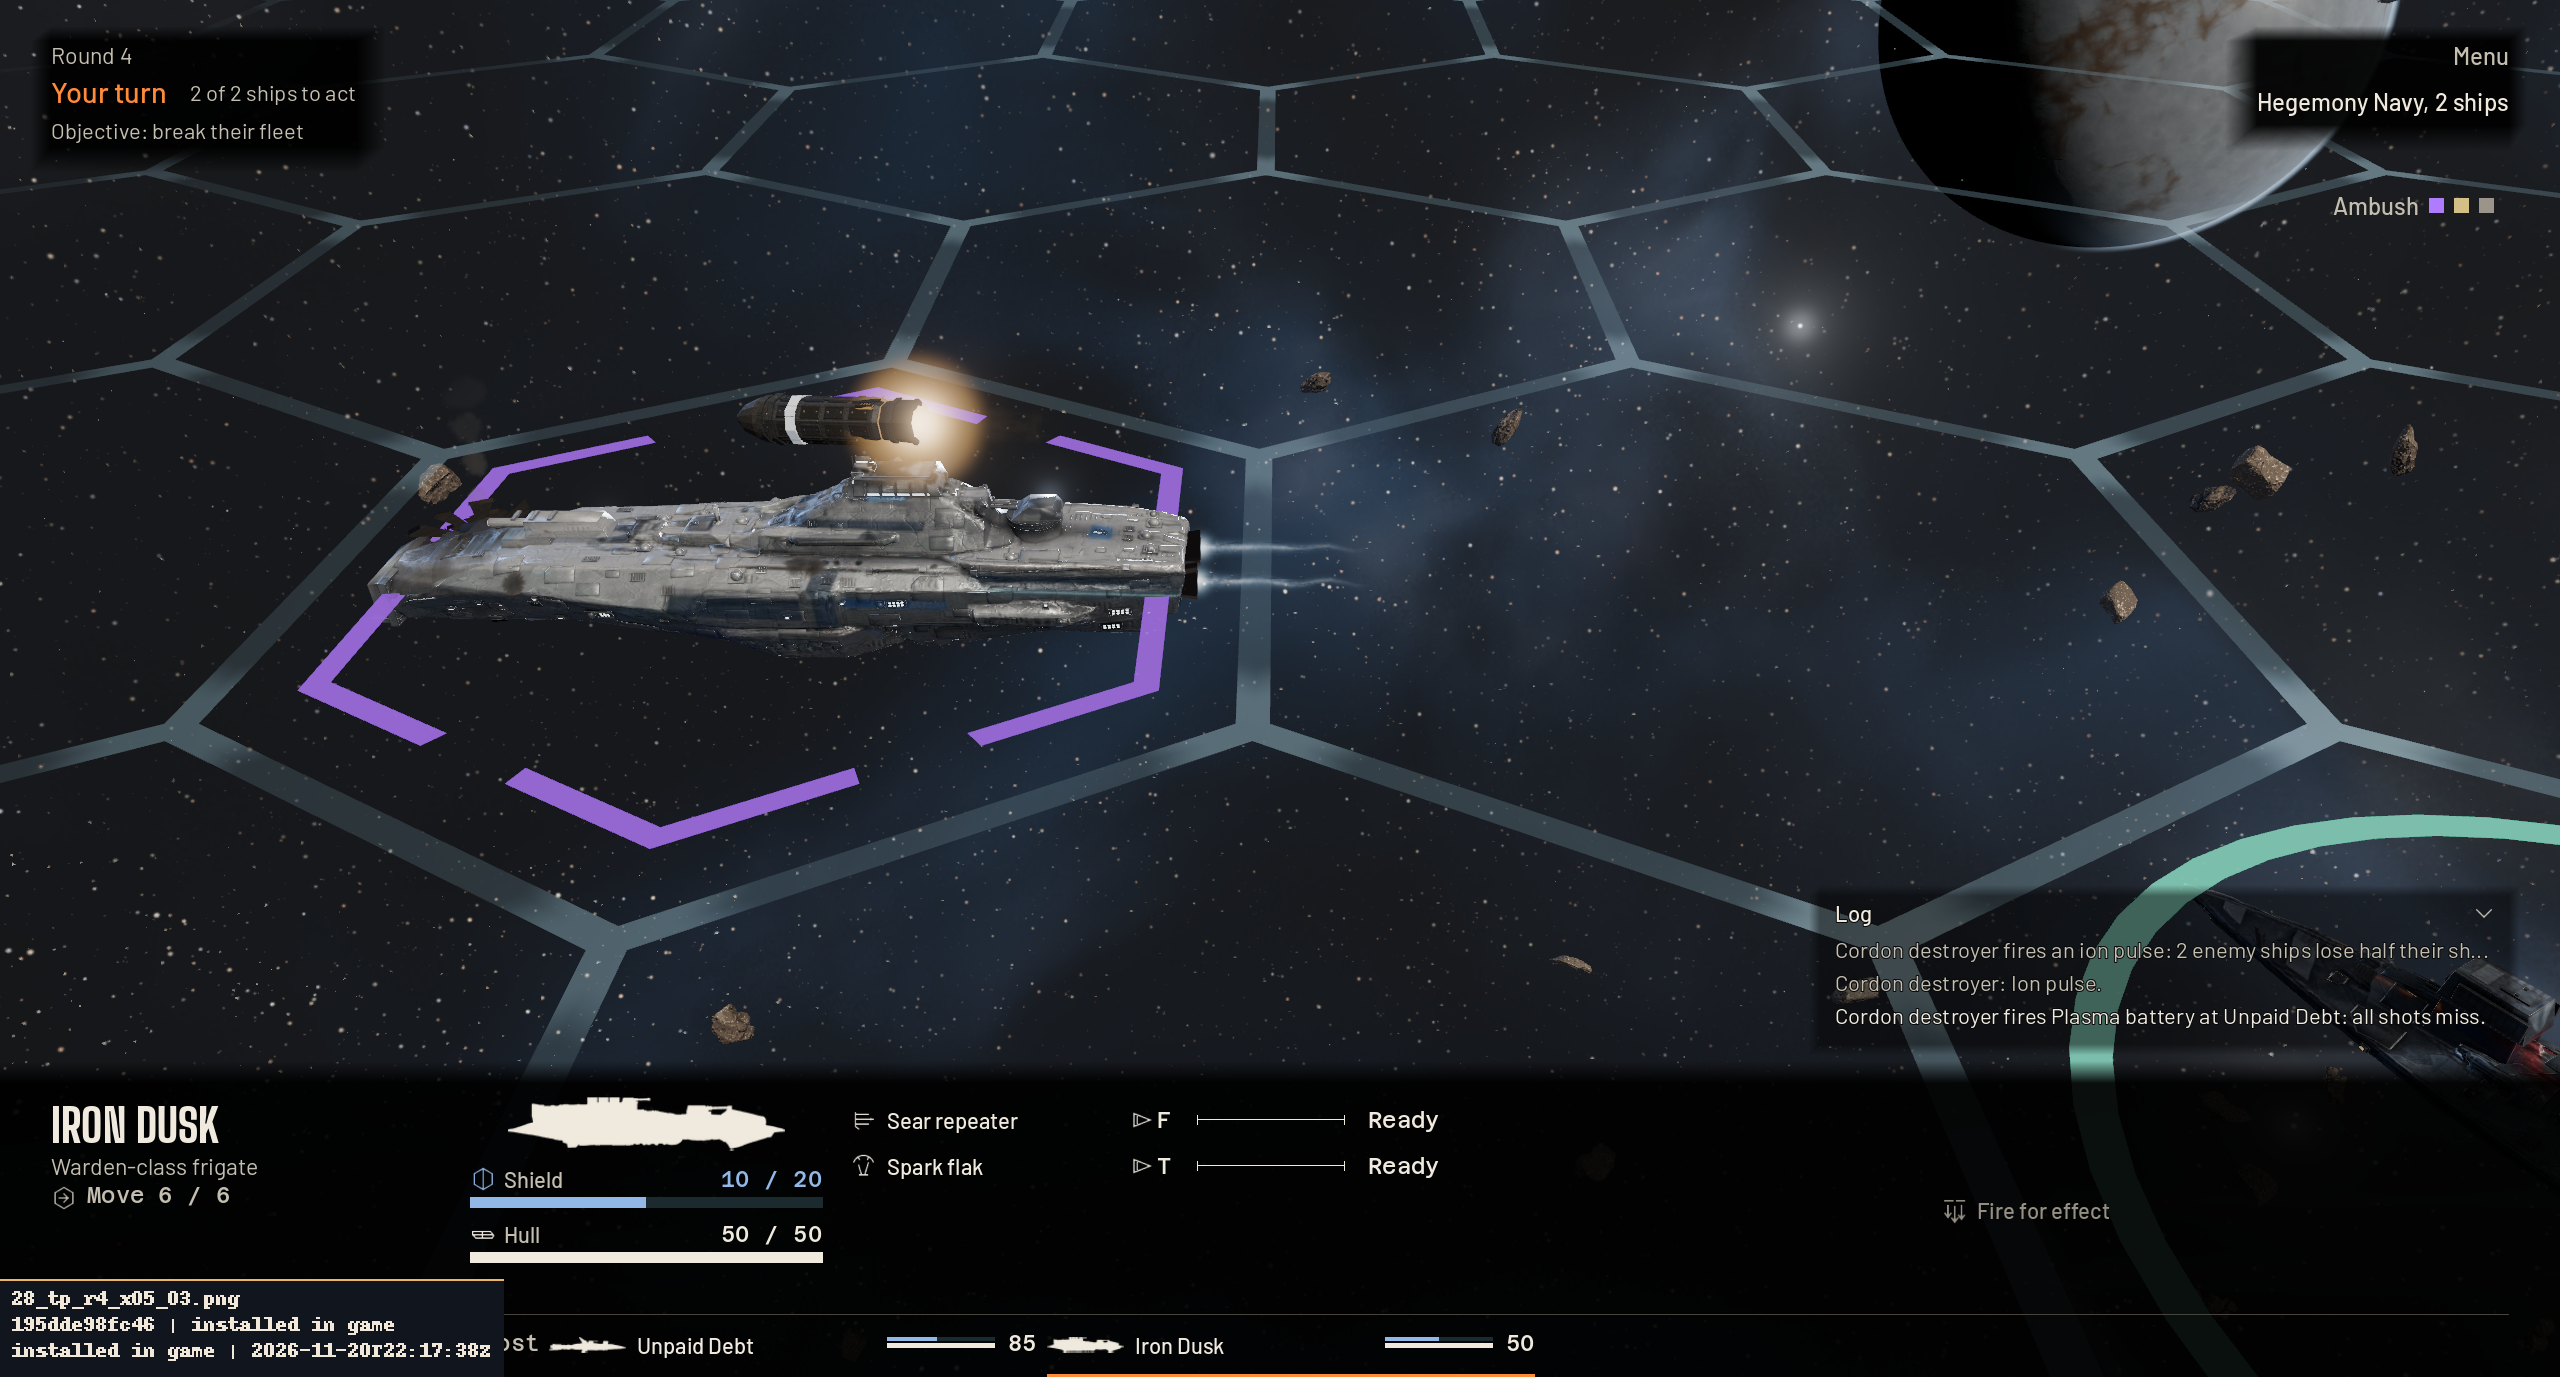 Round 4
Your turn 2 of 2 ships to act
Objective: break their fleet
Menu
Hegemony Navy, 2 ships
Ambush
Log
Cordon destroyer fires an ion pulse: 2 enemy ships lose half their sh...
Cordon destroyer: Ion pulse.
Cordon destroyer fires Plasma battery at Unpaid Debt: all shots miss.
IRON DUSK
Warden-class frigate
Move 6 / 6
Shield 10 / 20
Hull 50 / 50
Sear repeater F Ready
Spark flak T Ready
Fire for effect
28_tp_r4_x05_03.png
195dde98fc46 | installed in game
installed in game | 2026-11-20T22:17:38Z
ost Unpaid Debt 85 Iron Dusk 50